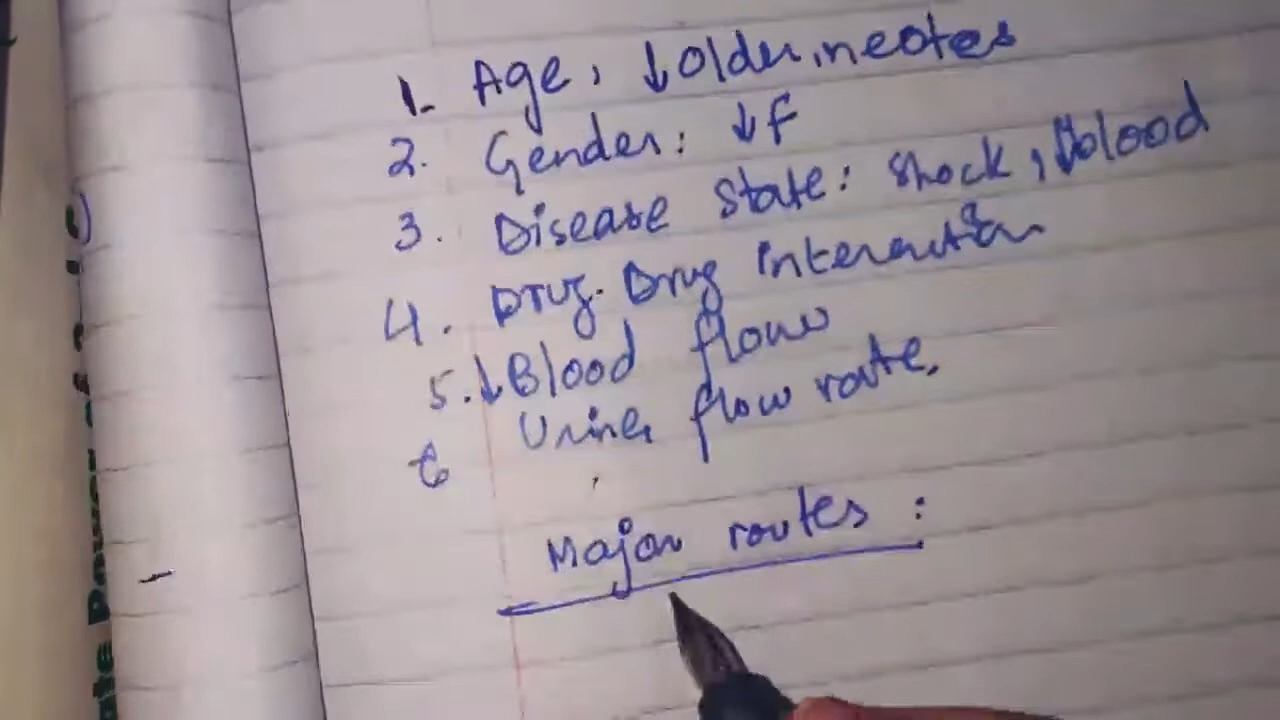 1. Age, ↓ Older, neotes
2. Gender: ↓ F
3. Disease state: Shock, ↓ blood
4. Drug-Drug interaction
5. ↓ Blood flow
6 Urine flow rate.
Major routes: